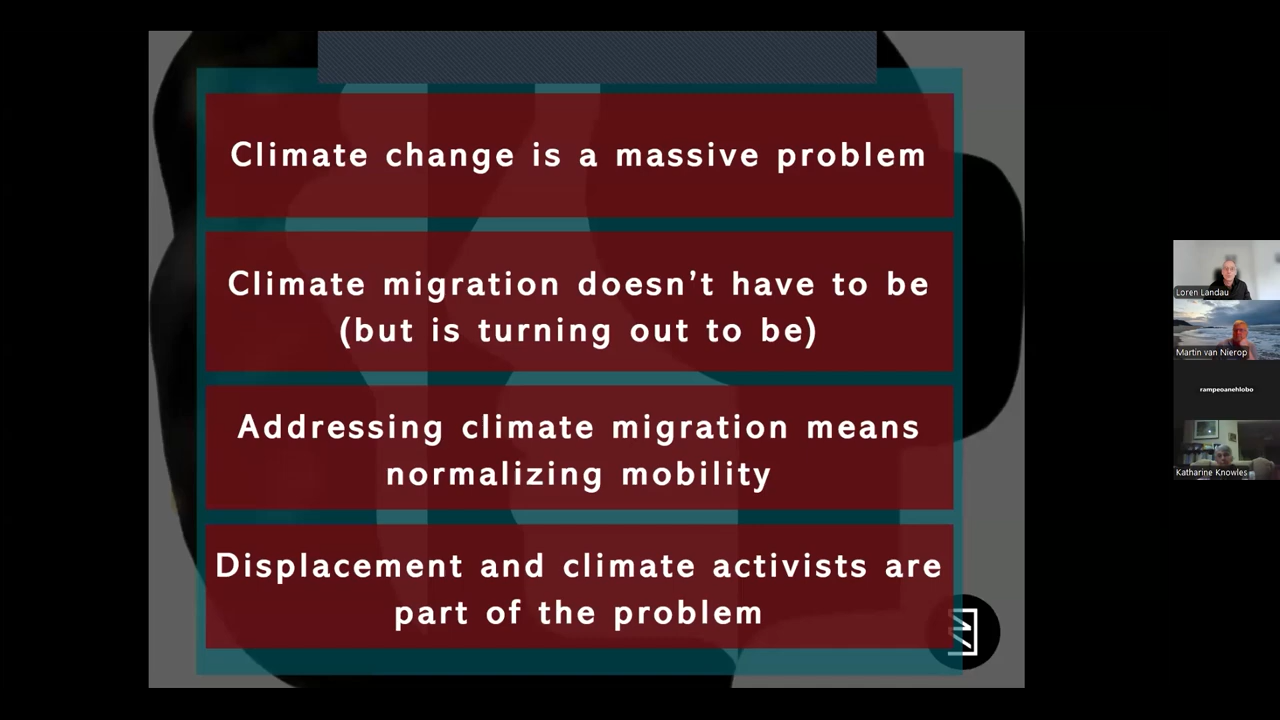 Climate change is a massive problem
Climate migration doesn’t have to be
(but is turning out to be)
Addressing climate migration means
normalizing mobility
Displacement and climate activists are
part of the problem
Loren Landau
Martin van Nierop
rampeoanehlobo
Katharine Knowles